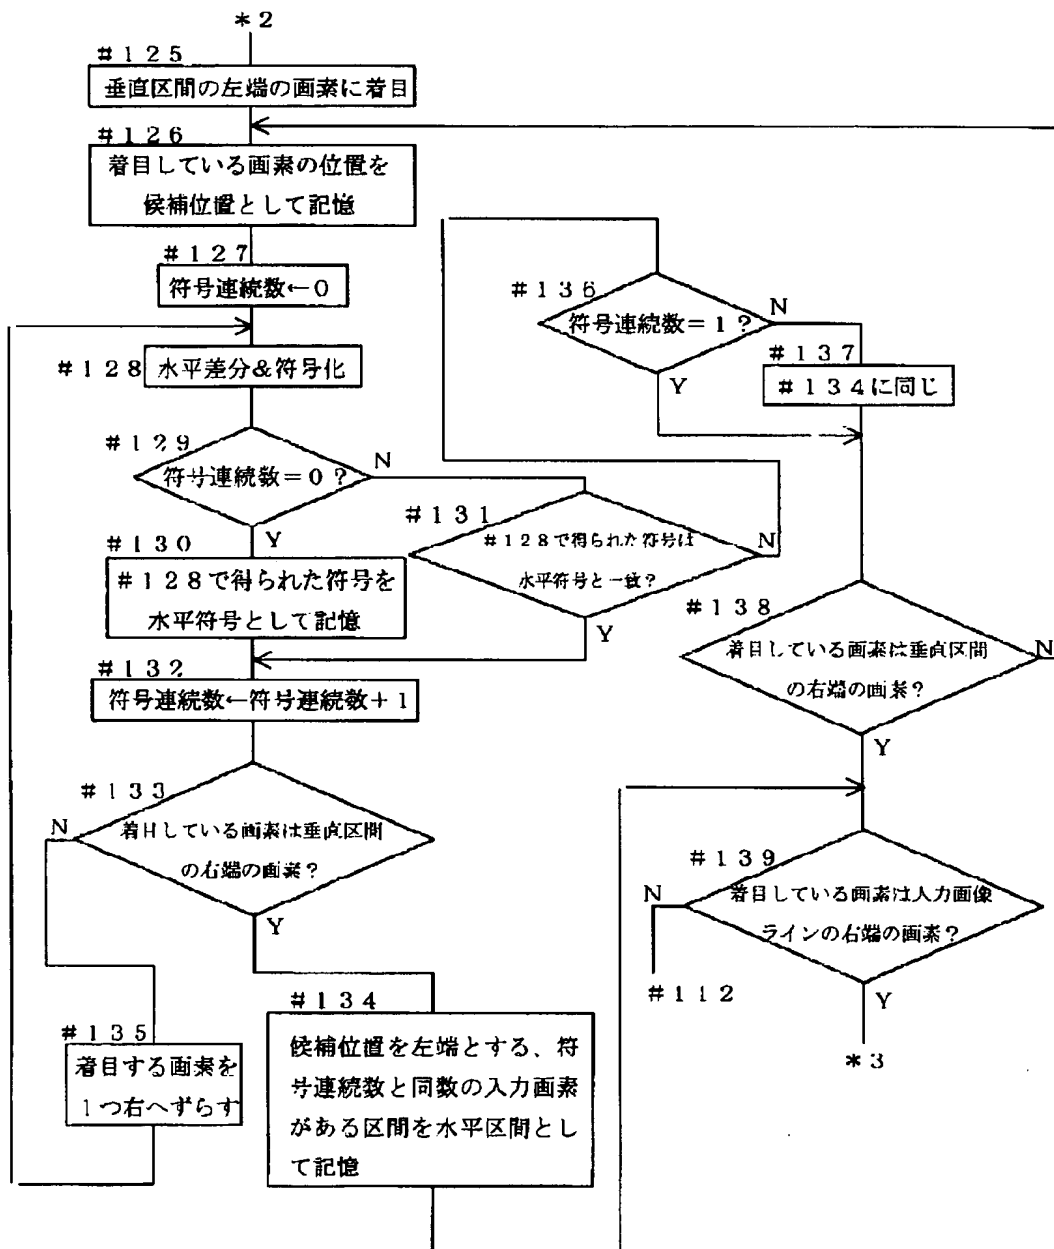 *2
#125
垂直区間の左端の画素に着目
#126
着目している画素の位置を
候補位置として記憶
#127
符号連続数←0
#128
水平差分&符号化
#129
符号連続数=0?
N
Y
#130
#128で得られた符号を
水平符号として記憶
#131
#128で得られた符号は
水平符号と一致?
N
Y
#132
符号連続数←符号連続数+1
#133
着目している画素は垂直区間
の右端の画素?
N
Y
#135
着目する画素を
1つ右へずらす
#134
候補位置を左端とする、符
号連続数と同数の入力画素
がある区間を水平区間とし
て記憶
#136
符号連続数=1?
N
Y
#137
#134に同じ
#138
着目している画素は垂直区間
の右端の画素?
N
Y
#139
着目している画素は入力画像
ラインの右端の画素?
N
Y
#112
*3